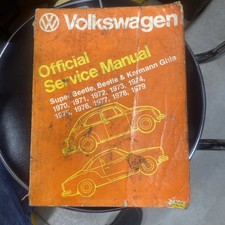 Volkswagen
Official
Service Manual
Super Beetle, Beetle & Karmann Ghia
1970, 1971, 1972, 1973, 1974,
1975, 1976, 1977, 1978, 1979